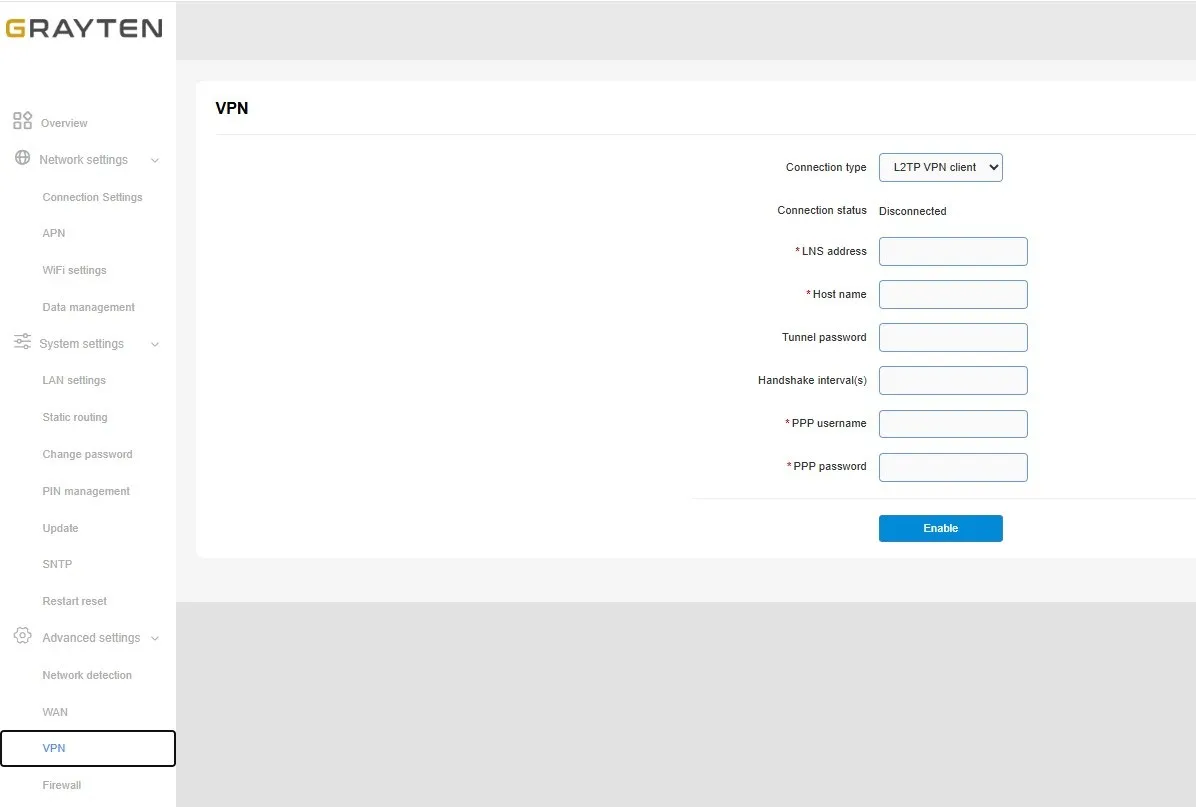 GRAYTEN
Overview
Network settings
Connection Settings
APN
WiFi settings
Data management
System settings
LAN settings
Static routing
Change password
PIN management
Update
SNTP
Restart reset
Advanced settings
Network detection
WAN
VPN
Firewall
VPN
Connection type L2TP VPN client
Connection status Disconnected
* LNS address
* Host name
Tunnel password
Handshake interval(s)
* PPP username
* PPP password
Enable